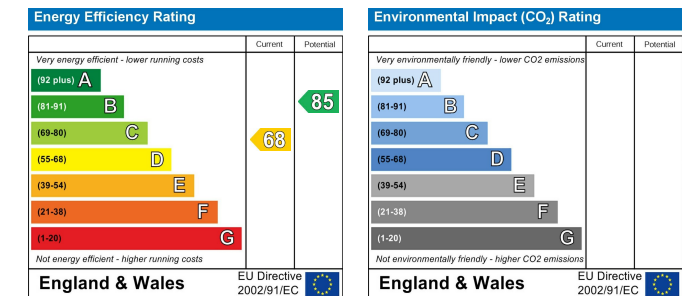 Energy Efficiency Rating
Current Potential
Very energy efficient - lower running costs
(92 plus) A
(81-91) B
(69-80) C
(55-68) D
(39-54) E
(21-38) F
(1-20) G
85
68
Not energy efficient - higher running costs
England & Wales
EU Directive
2002/91/EC
Environmental Impact (CO₂) Rating
Current Potential
Very environmentally friendly - lower CO2 emissions
(92 plus) A
(81-91) B
(69-80) C
(55-68) D
(39-54) E
(21-38) F
(1-20) G
Not environmentally friendly - higher CO2 emissions
England & Wales
EU Directive
2002/91/EC